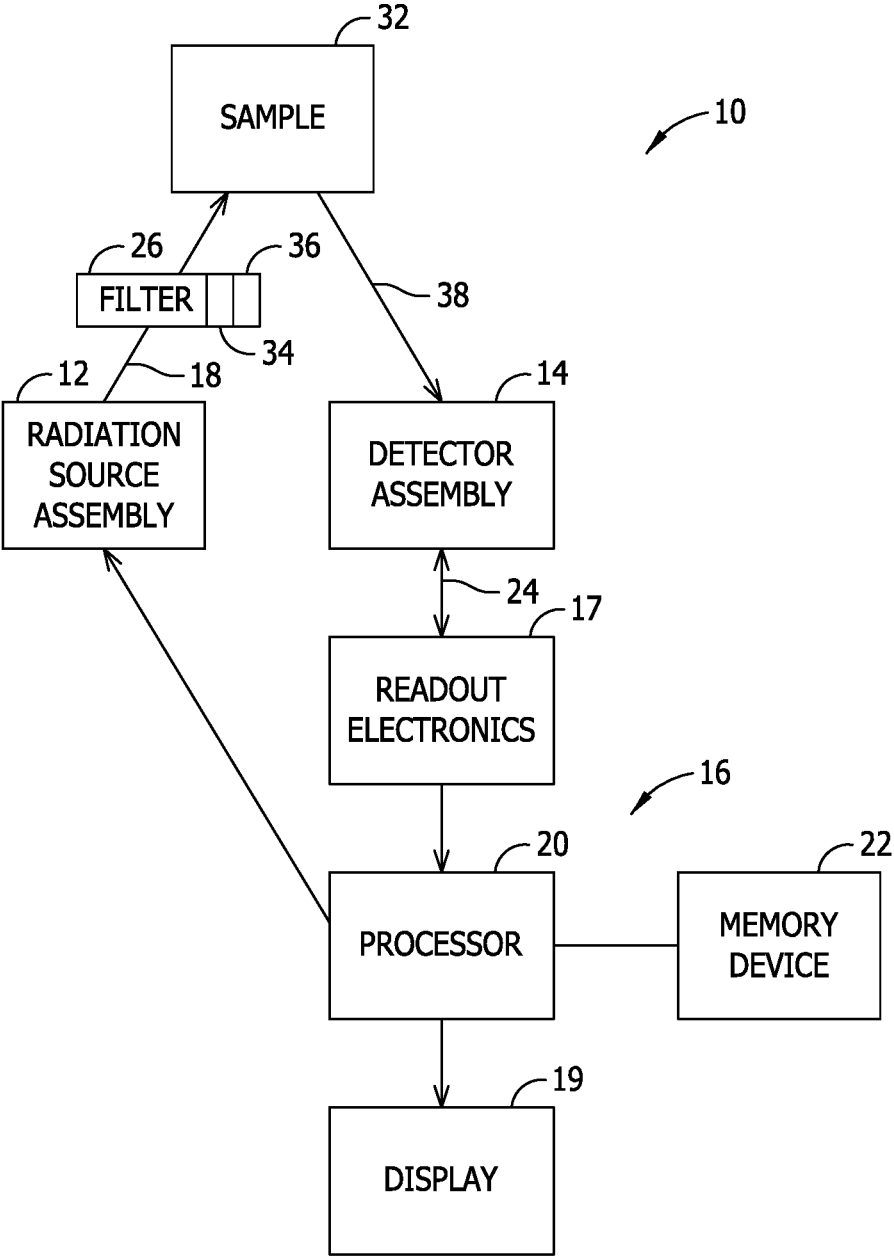 32
SAMPLE
10
26
36
FILTER
38
34
18
12
14
RADIATION
SOURCE
ASSEMBLY
DETECTOR
ASSEMBLY
24
17
READOUT
ELECTRONICS
16
20
22
PROCESSOR
MEMORY
DEVICE
19
DISPLAY